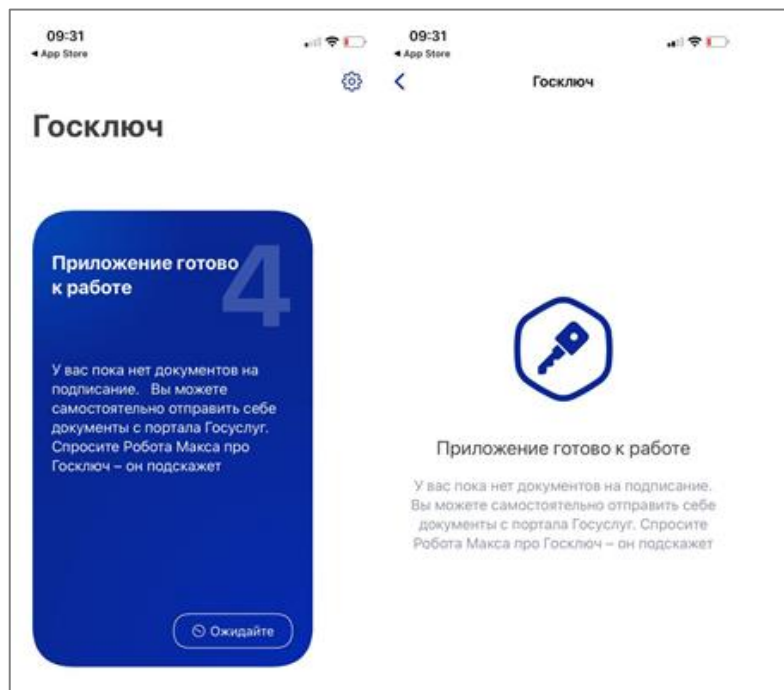 09:31
◀ App Store
Госключ
4
Приложение готово
к работе
У вас пока нет документов на
подписание. Вы можете
самостоятельно отправить себе
документы с портала Госуслуг.
Спросите Робота Макса про
Госключ – он подскажет
Ожидайте
09:31
◀ App Store
Госключ
Приложение готово к работе
У вас пока нет документов на подписание.
Вы можете самостоятельно отправить себе
документы с портала Госуслуг. Спросите
Робота Макса про Госключ – он подскажет